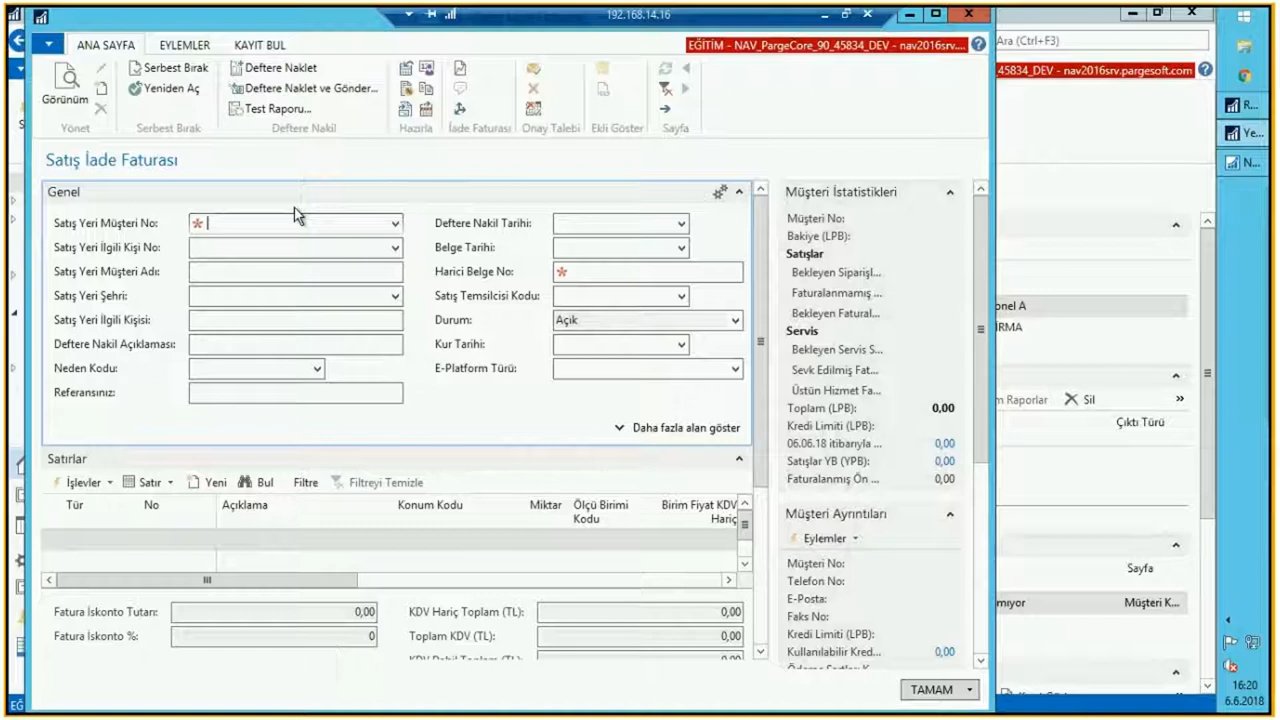 192.168.14.16
ANA SAYFA
EYLEMLER
KAYIT BUL
EĞİTİM - NAV_PargeCore_90_45834_DEV - nav2016srv....
Ara (Ctrl+F3)
45834_DEV - nav2016srv.pargesoft.com
Görünüm
Yönet
Serbest Bırak
Yeniden Aç
Serbest Bırak
Deftere Naklet
Deftere Naklet ve Gönder...
Test Raporu...
Deftere Nakil
Hazırla
İade Faturası
Onay Talebi
Ekli Göster
Sayfa
R...
Ye...
N...
Satış İade Faturası
Genel
Satış Yeri Müşteri No:
Satış Yeri İlgili Kişi No:
Satış Yeri Müşteri Adı:
Satış Yeri Şehri:
Satış Yeri İlgili Kişisi:
Deftere Nakil Açıklaması:
Neden Kodu:
Referansınız:
Deftere Nakil Tarihi:
Belge Tarihi:
Harici Belge No:
Satış Temsilcisi Kodu:
Durum: Açık
Kur Tarihi:
E-Platform Türü:
Daha fazla alan göster
Satırlar
İşlevler
Satır
Yeni
Bul
Filtre
Filtreyi Temizle
Tür
No
Açıklama
Konum Kodu
Miktar
Ölçü Birimi
Kodu
Birim Fiyat KDV
Hariç
Fatura İskonto Tutarı: 0,00
Fatura İskonto %: 0
KDV Hariç Toplam (TL): 0,00
Toplam KDV (TL): 0,00
KDV Dahil Toplam (TL) 0,00
Müşteri İstatistikleri
Müşteri No:
Bakiye (LPB):
Satışlar
Bekleyen Siparişl...
Faturalanmamış ...
Bekleyen Fatural...
Servis
Bekleyen Servis S...
Sevk Edilmiş Fat...
Üstün Hizmet Fa...
Toplam (LPB): 0,00
Kredi Limiti (LPB):
06.06.18 itibarıyla ... 0,00
Satışlar YB (YPB): 0,00
Faturalanmış Ön ... 0,00
Müşteri Ayrıntıları
Eylemler
Müşteri No:
Telefon No:
E-Posta:
Faks No:
Kredi Limiti (LPB):
Kullanılabilir Kred... 0,00
TAMAM
onel A
İRMA
m Raporlar
Sil
Çıktı Türü
Sayfa
mıyor
Müşteri K...
EĞ
16:20
6.6.2018